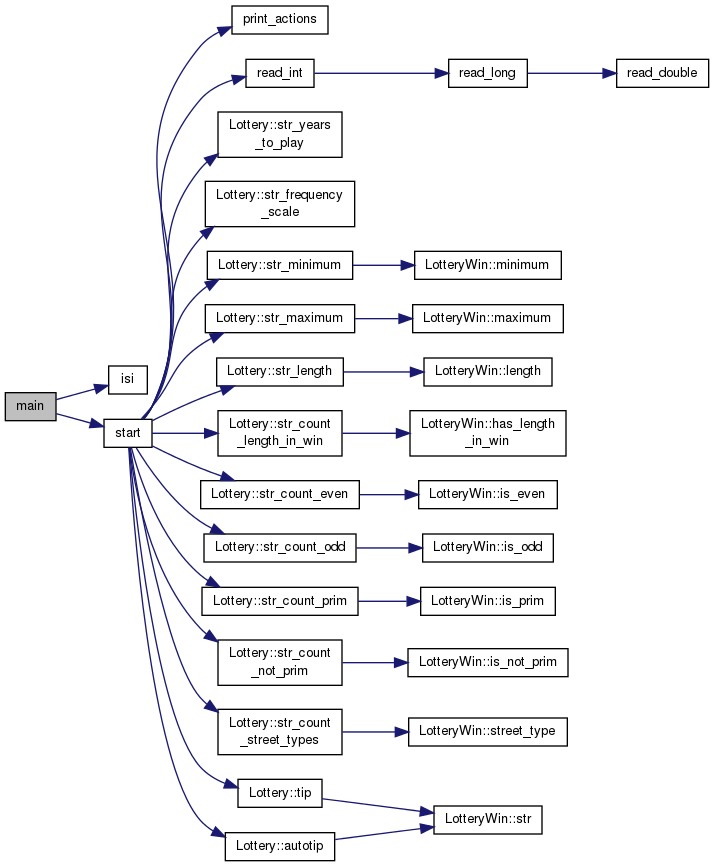 print_actions
read_int
read_long
read_double
Lottery::str_years
_to_play
Lottery::str_frequency
_scale
Lottery::str_minimum
LotteryWin::minimum
Lottery::str_maximum
LotteryWin::maximum
isi
Lottery::str_length
LotteryWin::length
main
start
Lottery::str_count
_length_in_win
LotteryWin::has_length
_in_win
Lottery::str_count_even
LotteryWin::is_even
Lottery::str_count_odd
LotteryWin::is_odd
Lottery::str_count_prim
LotteryWin::is_prim
Lottery::str_count
_not_prim
LotteryWin::is_not_prim
Lottery::str_count
_street_types
LotteryWin::street_type
Lottery::tip
LotteryWin::str
Lottery::autotip